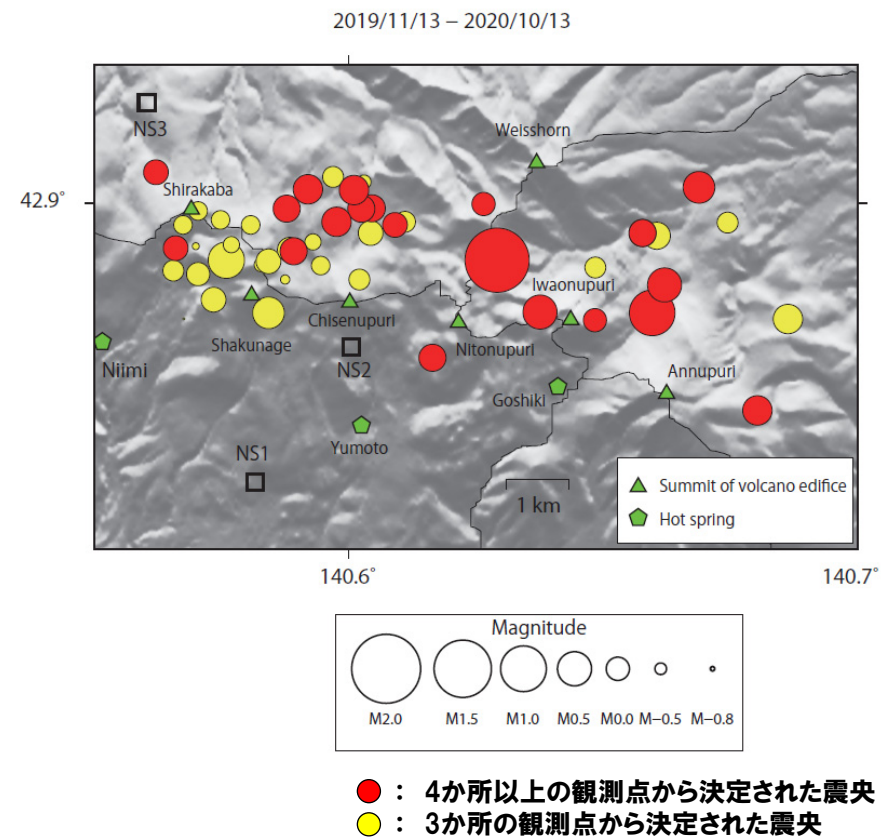 2019/11/13 – 2020/10/13
NS3
Weisshorn
Shirakaba
42.9°
Iwaonupuri
Chisenupuri
Shakunage
Nitonupuri
Niimi
NS2
Annupuri
Goshiki
Yumoto
NS1
1 km
Summit of volcano edifice
Hot spring
140.6°
140.7°
Magnitude
M2.0 M1.5 M1.0 M0.5 M0.0 M−0.5 M−0.8
： 4か所以上の観測点から決定された震央
： 3か所の観測点から決定された震央